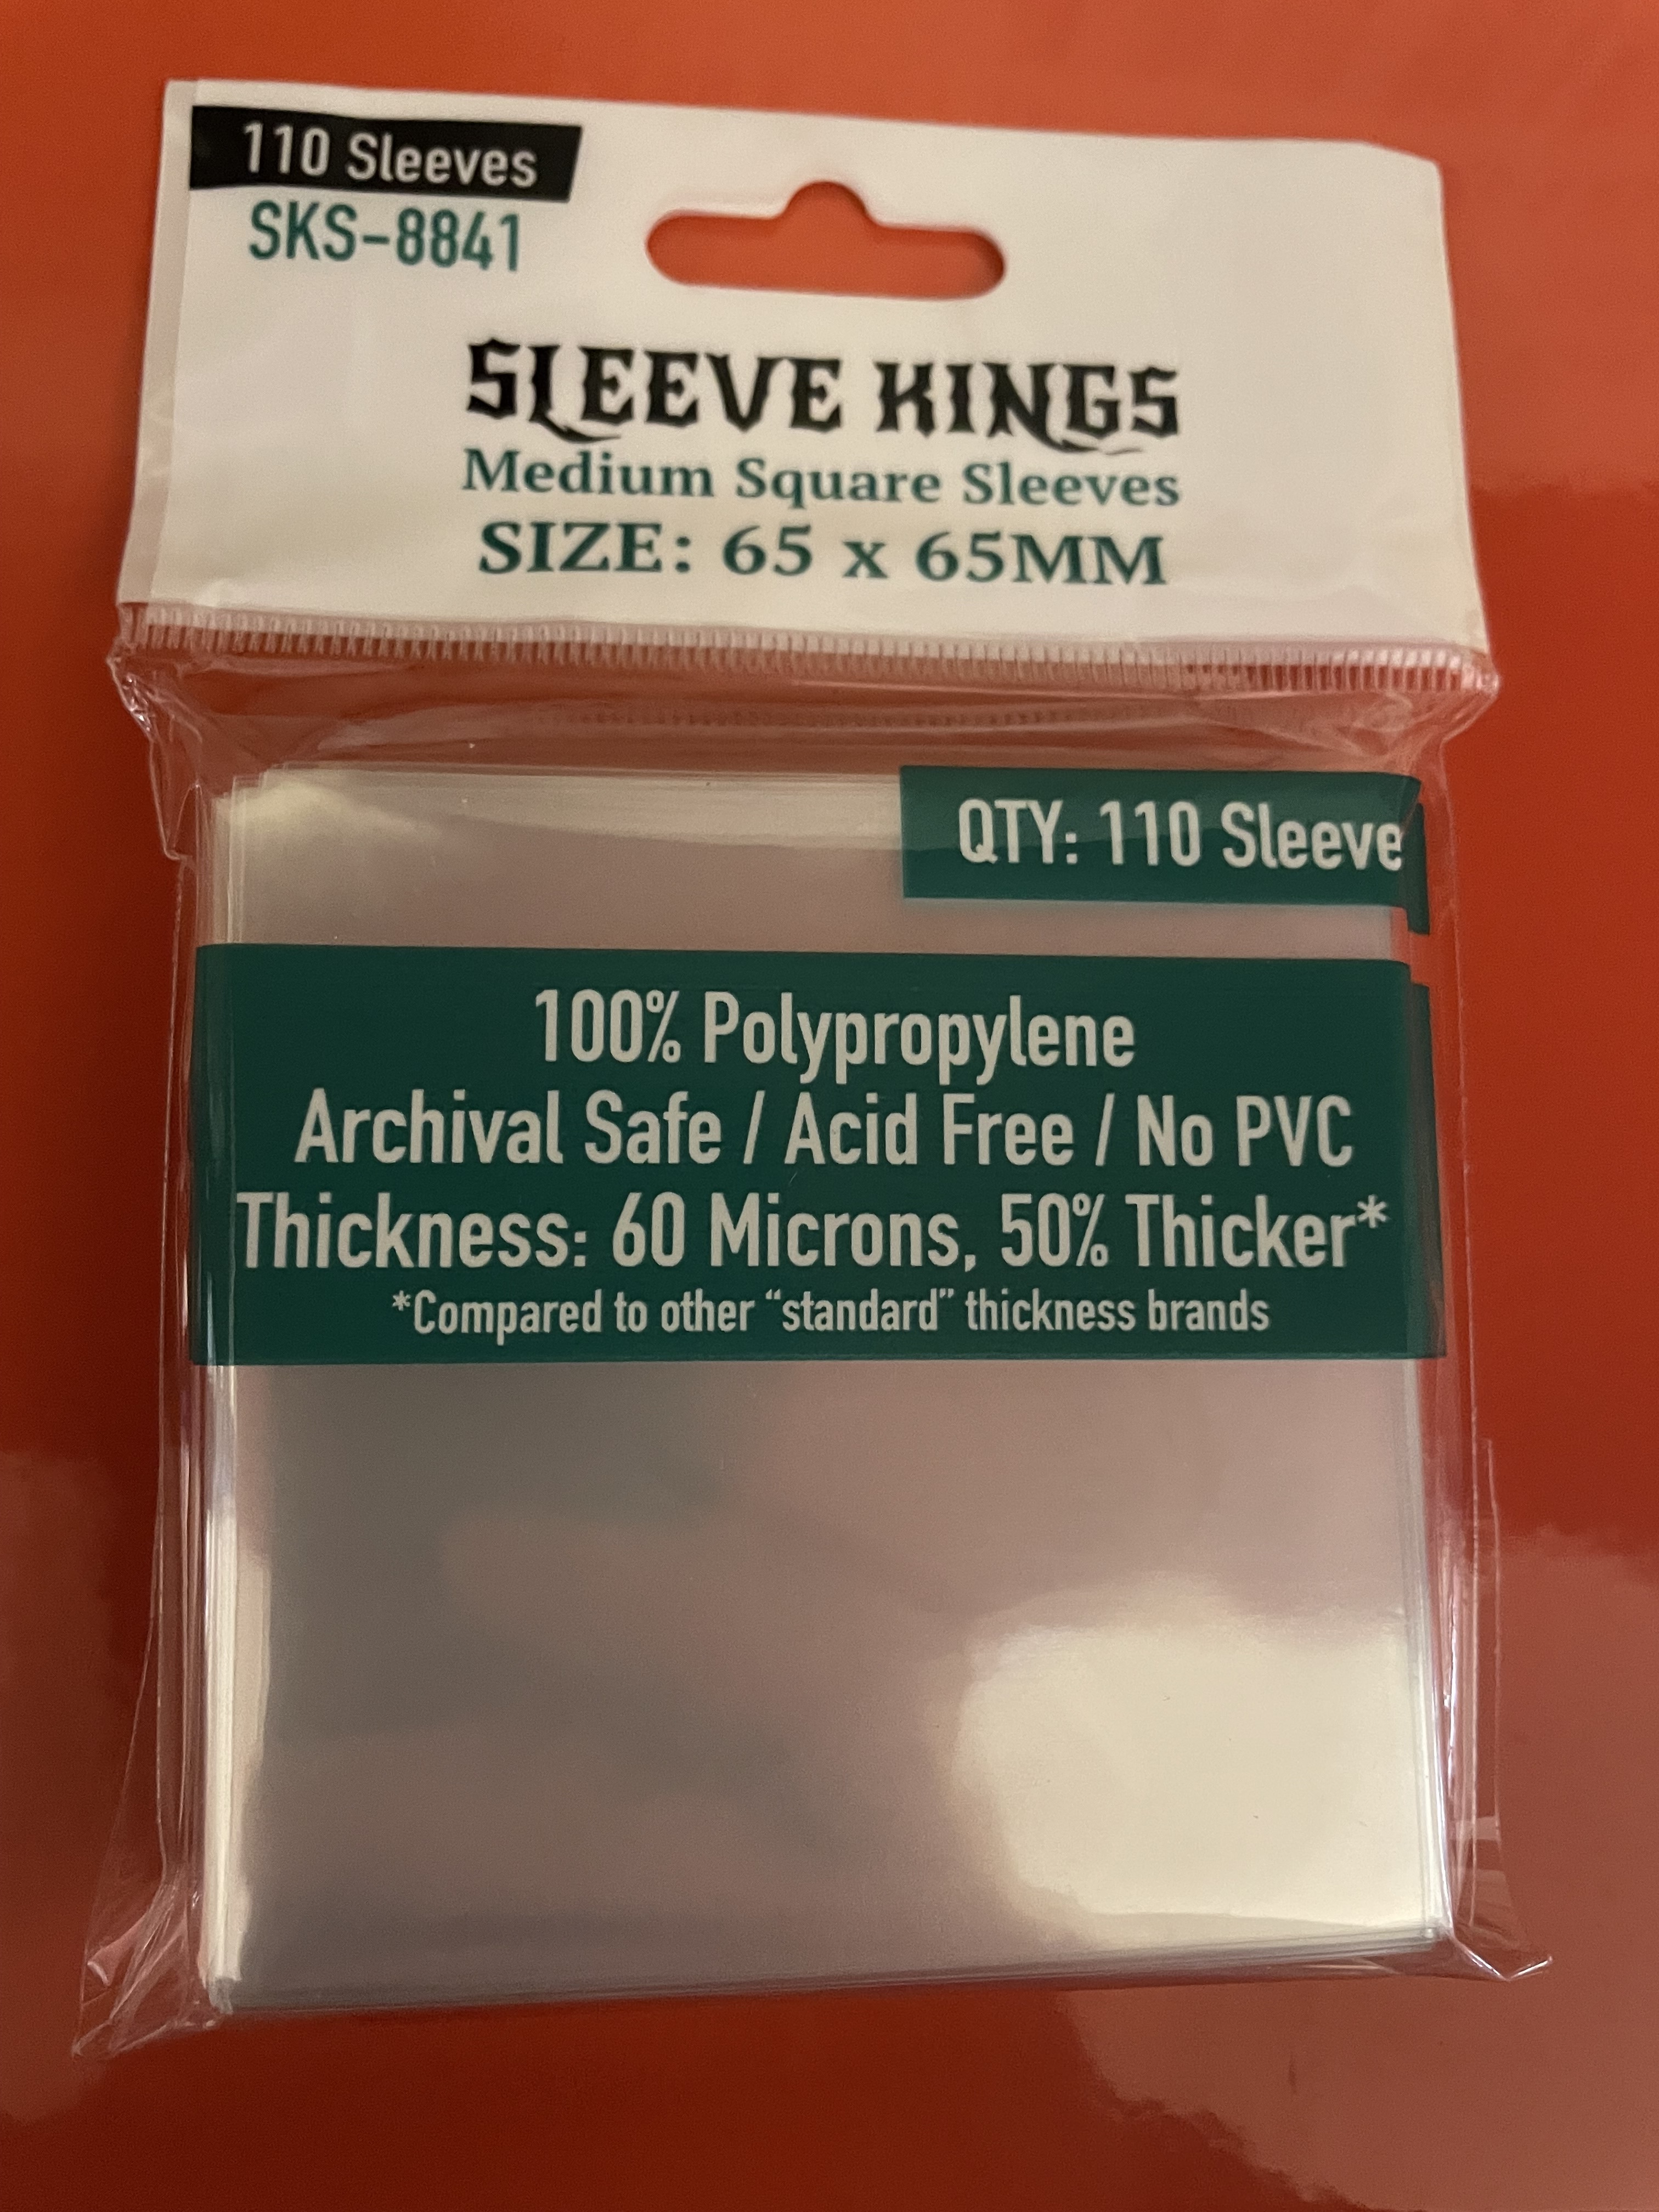 110 Sleeves
SKS-8841
SLEEVE KINGS
Medium Square Sleeves
SIZE: 65 x 65MM
QTY: 110 Sleeve
100% Polypropylene
Archival Safe / Acid Free / No PVC
Thickness: 60 Microns, 50% Thicker*
*Compared to other “standard” thickness brands